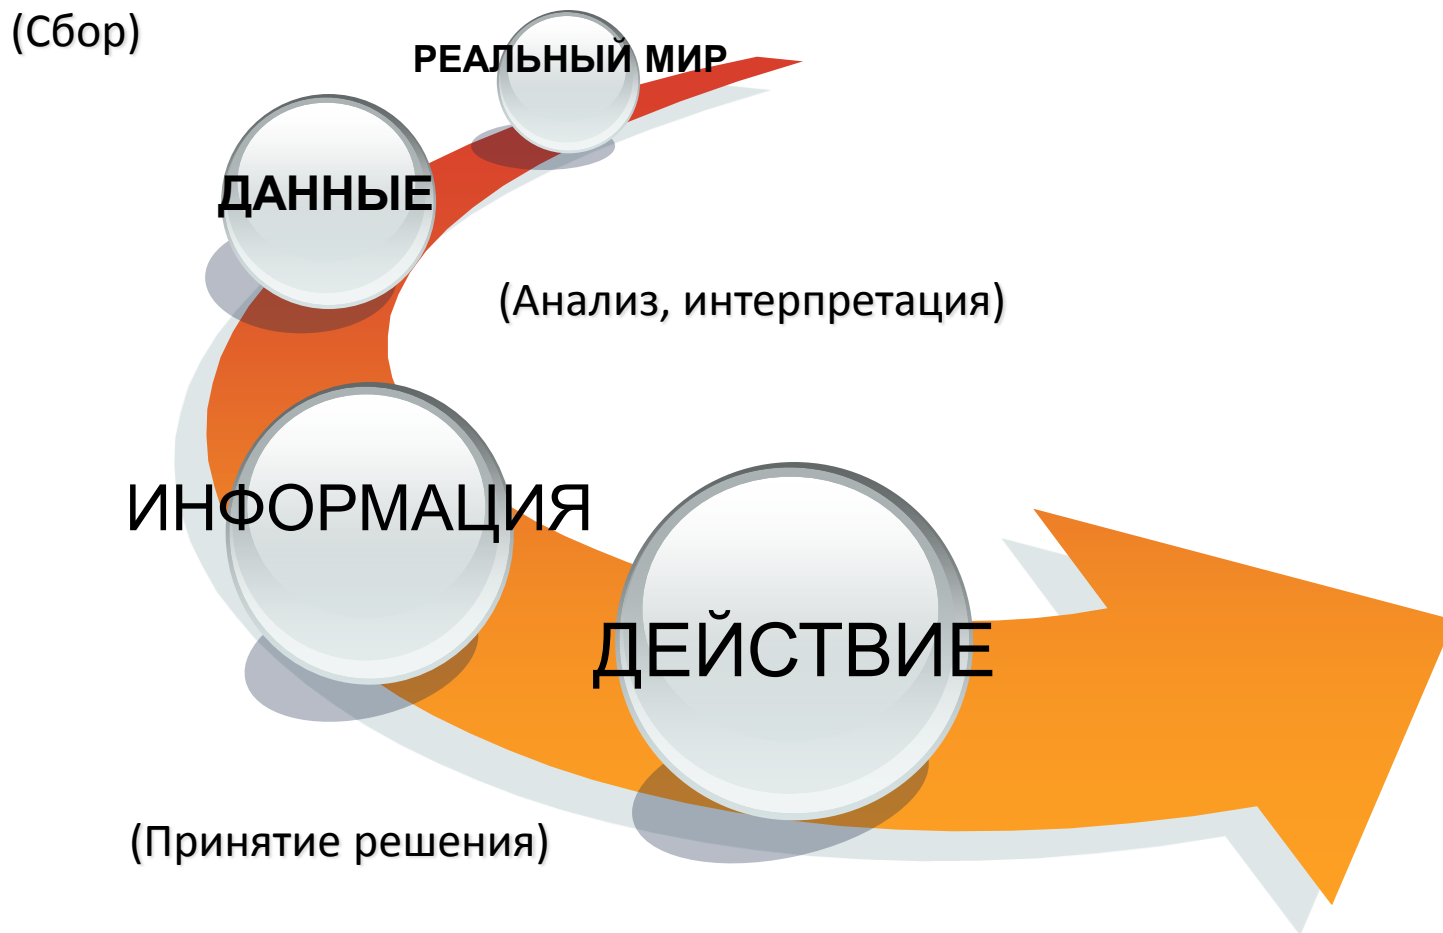 (Сбор)
РЕАЛЬНЫЙ МИР
ДАННЫЕ
(Анализ, интерпретация)
ИНФОРМАЦИЯ
ДЕЙСТВИЕ
(Принятие решения)